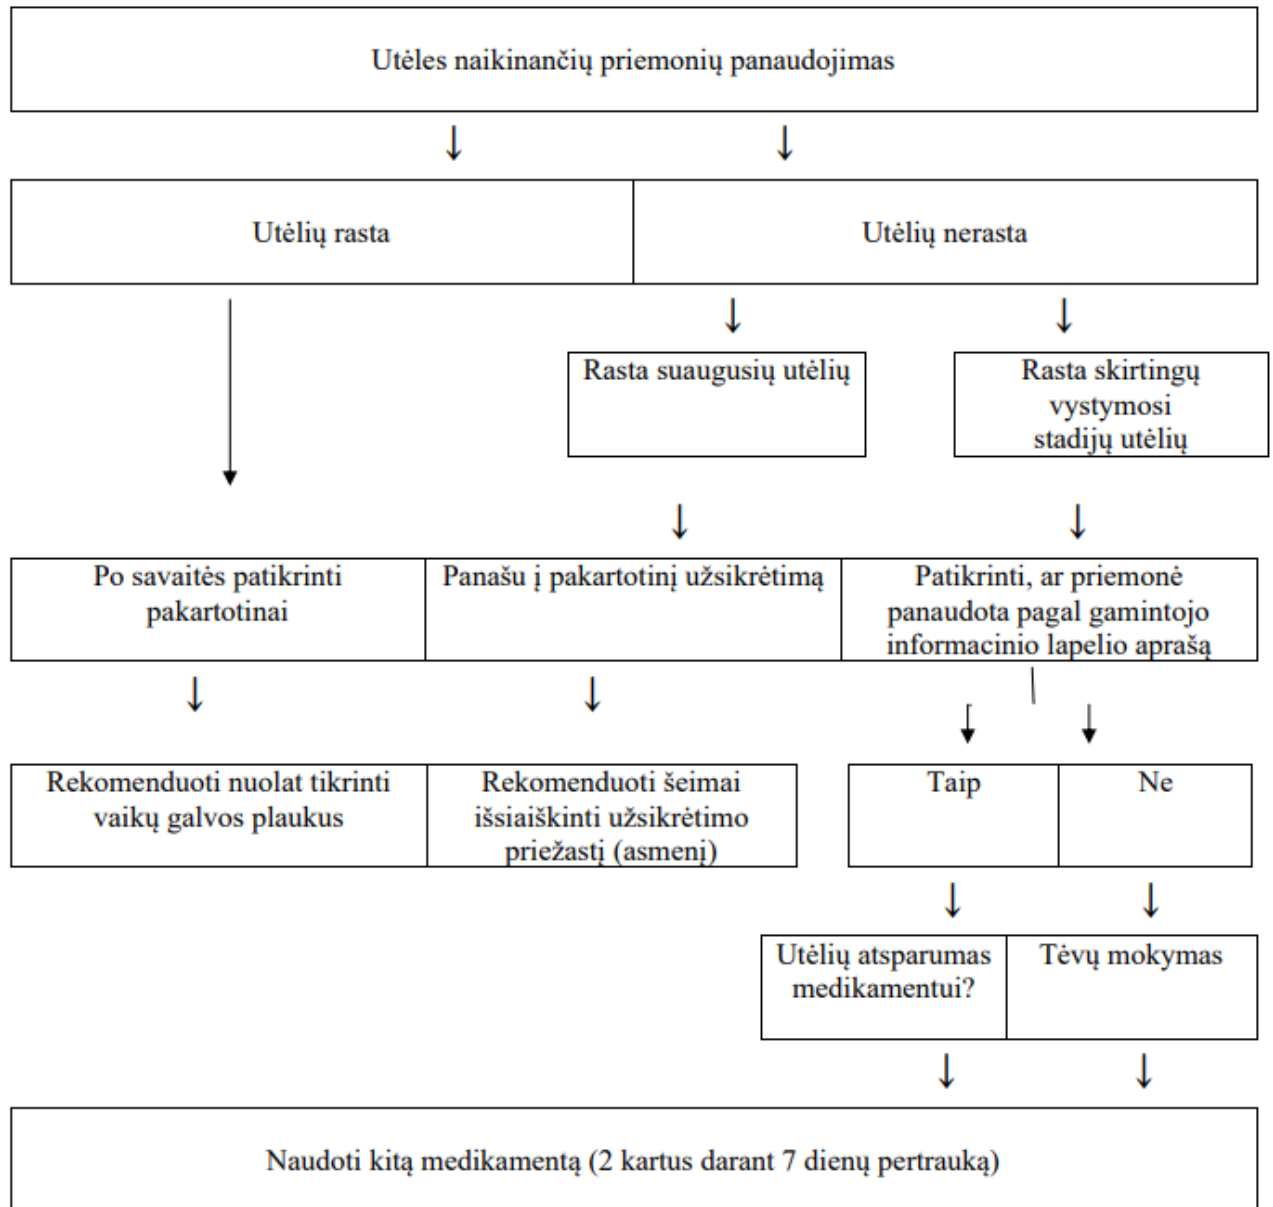 Utėles naikinančių priemonių panaudojimas
Utėlių rasta
Utėlių nerasta
Rasta suaugusių utėlių
Rasta skirtingų
vystymosi
stadijų utėlių
Po savaitės patikrinti
pakartotinai
Panašu į pakartotinį užsikrėtimą
Patikrinti, ar priemonė
panaudota pagal gamintojo
informacinio lapelio aprašą
Rekomenduoti nuolat tikrinti
vaikų galvos plaukus
Rekomenduoti šeimai
išsiaiškinti užsikrėtimo
priežastį (asmenį)
Taip
Ne
Utėlių atsparumas
medikamentui?
Tėvų mokymas
Naudoti kitą medikamentą (2 kartus darant 7 dienų pertrauką)